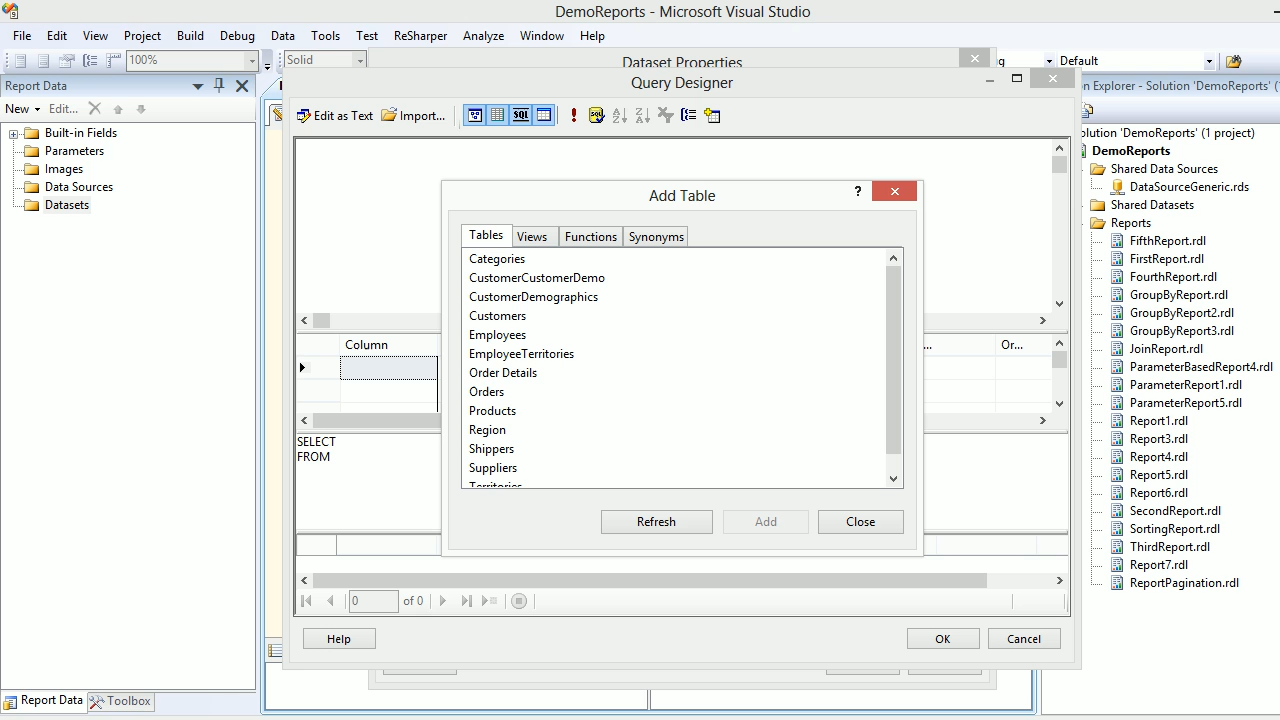 DemoReports - Microsoft Visual Studio
File Edit View Project Build Debug Data Tools Test ReSharper Analyze Window Help
100% Solid Default
Dataset Properties
Report Data
New Edit...
Built-in Fields
Parameters
Images
Data Sources
Datasets
Report Data Toolbox
Query Designer
Edit as Text Import... SQL
Column Or...
SELECT
FROM
0 of 0
Help OK Cancel
Add Table ?
Tables Views Functions Synonyms
Categories
CustomerCustomerDemo
CustomerDemographics
Customers
Employees
EmployeeTerritories
Order Details
Orders
Products
Region
Shippers
Suppliers
Territories
Refresh Add Close
n Explorer - Solution 'DemoReports' (1
olution 'DemoReports' (1 project)
DemoReports
Shared Data Sources
DataSourceGeneric.rds
Shared Datasets
Reports
FifthReport.rdl
FirstReport.rdl
FourthReport.rdl
GroupByReport.rdl
GroupByReport2.rdl
GroupByReport3.rdl
JoinReport.rdl
ParameterBasedReport4.rdl
ParameterReport1.rdl
ParameterReport5.rdl
Report1.rdl
Report3.rdl
Report4.rdl
Report5.rdl
Report6.rdl
SecondReport.rdl
SortingReport.rdl
ThirdReport.rdl
Report7.rdl
ReportPagination.rdl